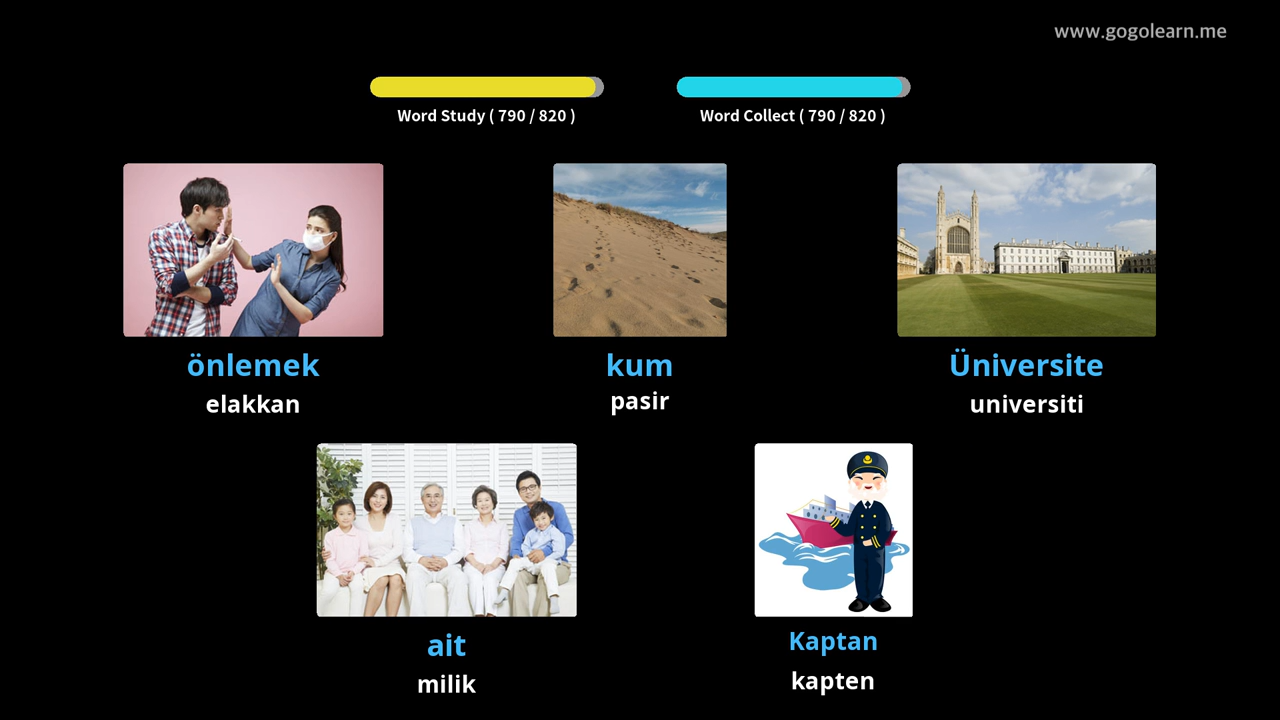 www.gogolearn.me
Word Study ( 790 / 820 )
Word Collect ( 790 / 820 )
önlemek
elakkan
kum
pasir
Üniversite
universiti
ait
milik
Kaptan
kapten